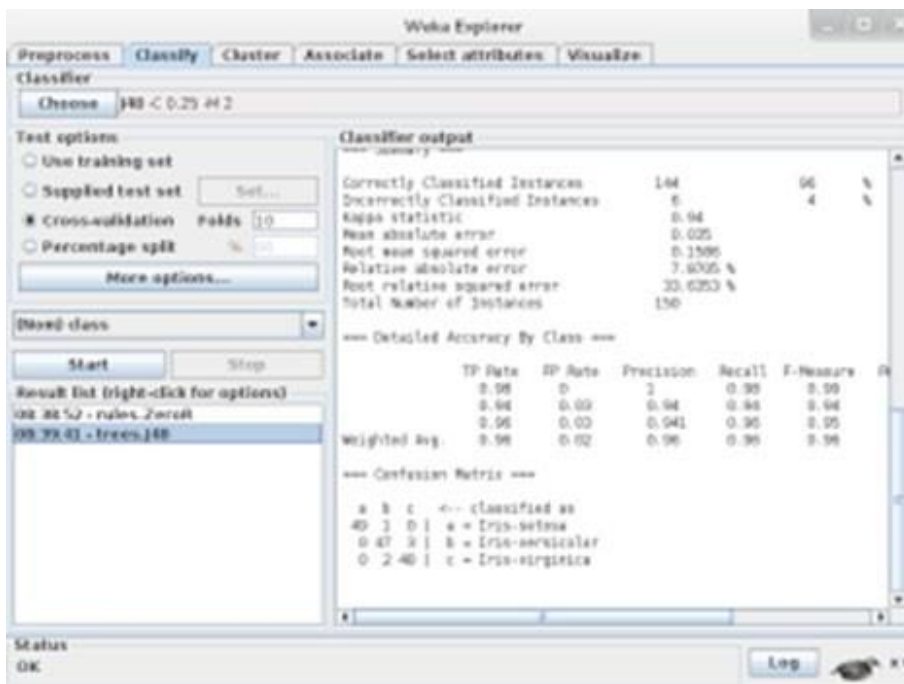 Weka Explorer
Preprocess Classify Cluster Associate Select attributes Visualize
Classifier
Choose J48 -C 0.25 -M 2
Test options
Use training set
Supplied test set Set...
Cross-validation Folds 10
Percentage split %
More options...
(Nom) class
Start Stop
Result list (right-click for options)
08:38:52 - rules.ZeroR
08:39:41 - trees.J48
Classifier output
=== Summary ===
Correctly Classified Instances 144 96 %
Incorrectly Classified Instances 6 4 %
Kappa statistic 0.94
Mean absolute error 0.035
Root mean squared error 0.1586
Relative absolute error 7.8705 %
Root relative squared error 33.6353 %
Total Number of Instances 150
=== Detailed Accuracy By Class ===
TP Rate FP Rate Precision Recall F-Measure
0.98 0 1 0.98 0.99
0.94 0.03 0.94 0.94 0.94
0.96 0.03 0.941 0.96 0.95
Weighted Avg. 0.96 0.02 0.96 0.96 0.96
=== Confusion Matrix ===
a b c <-- classified as
49 1 0 | a = Iris-setosa
0 47 3 | b = Iris-versicolor
0 2 48 | c = Iris-virginica
Status
OK
Log